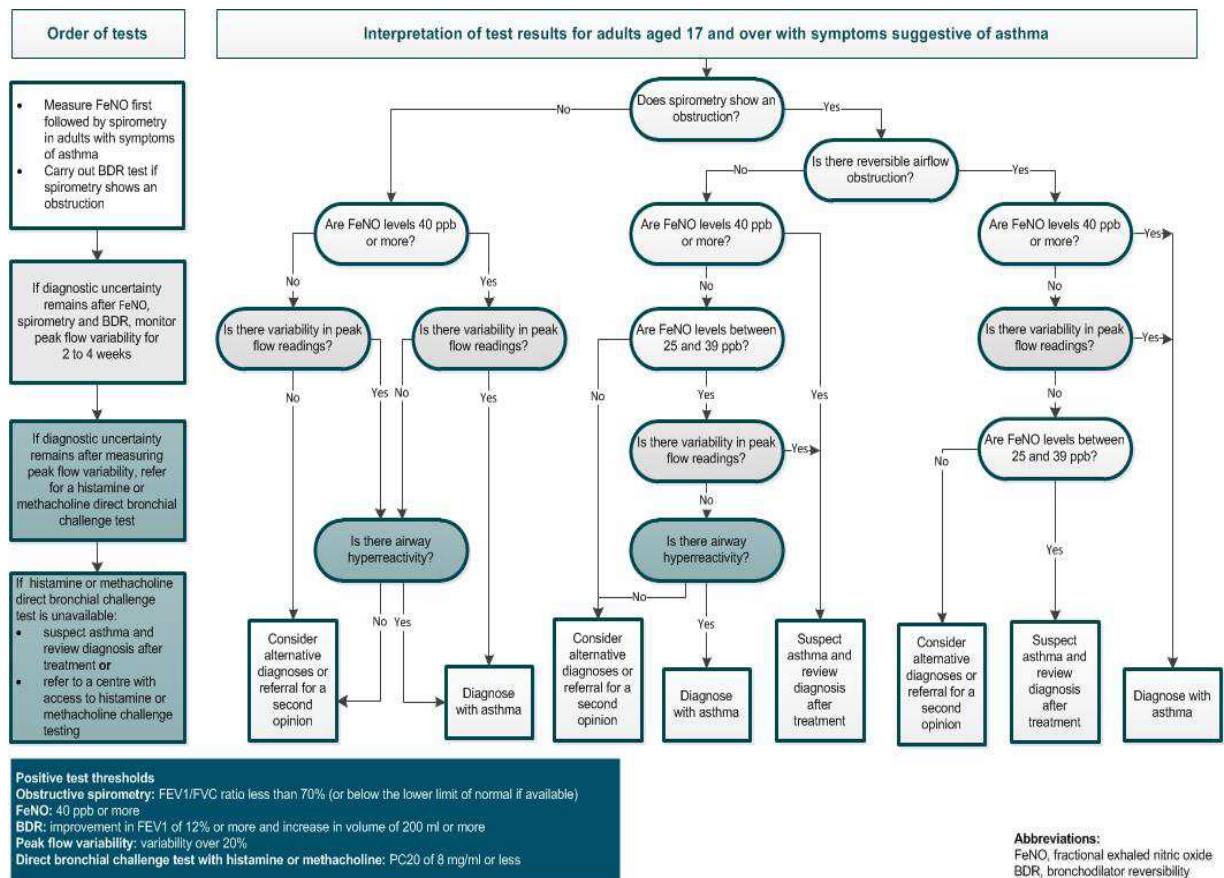 Order of tests
• Measure FeNO first
followed by spirometry
in adults with symptoms
of asthma
• Carry out BDR test if
spirometry shows an
obstruction
If diagnostic uncertainty
remains after FeNO,
spirometry and BDR, monitor
peak flow variability for
2 to 4 weeks
If diagnostic uncertainty
remains after measuring
peak flow variability, refer
for a histamine or
methacholine direct bronchial
challenge test
If histamine or methacholine
direct bronchial challenge
test is unavailable:
• suspect asthma and
review diagnosis after
treatment or
• refer to a centre with
access to histamine or
methacholine challenge
testing
Interpretation of test results for adults aged 17 and over with symptoms suggestive of asthma
Does spirometry show an
obstruction?
No
Yes
Is there reversible airflow
obstruction?
No
Yes
Are FeNO levels 40 ppb
or more?
No
Yes
Is there variability in peak
flow readings?
Is there variability in peak
flow readings?
No
Yes
No
Yes
Is there airway
hyperreactivity?
No
Yes
Consider
alternative
diagnoses or
referral for a
second
opinion
Diagnose
with asthma
Are FeNO levels 40 ppb
or more?
No
Yes
Are FeNO levels between
25 and 39 ppb?
No
Yes
Is there variability in peak
flow readings?
Yes
No
Is there airway
hyperreactivity?
No
Yes
Consider
alternative
diagnoses or
referral for a
second
opinion
Diagnose
with asthma
Suspect
asthma and
review
diagnosis
after
treatment
Are FeNO levels 40 ppb
or more?
Yes
No
Is there variability in peak
flow readings?
Yes
No
Are FeNO levels between
25 and 39 ppb?
No
Yes
Consider
alternative
diagnoses or
referral for a
second
opinion
Suspect
asthma and
review
diagnosis
after
treatment
Diagnose with
asthma
Positive test thresholds
Obstructive spirometry: FEV1/FVC ratio less than 70% (or below the lower limit of normal if available)
FeNO: 40 ppb or more
BDR: improvement in FEV1 of 12% or more and increase in volume of 200 ml or more
Peak flow variability: variability over 20%
Direct bronchial challenge test with histamine or methacholine: PC20 of 8 mg/ml or less
Abbreviations:
FeNO, fractional exhaled nitric oxide
BDR, bronchodilator reversibility